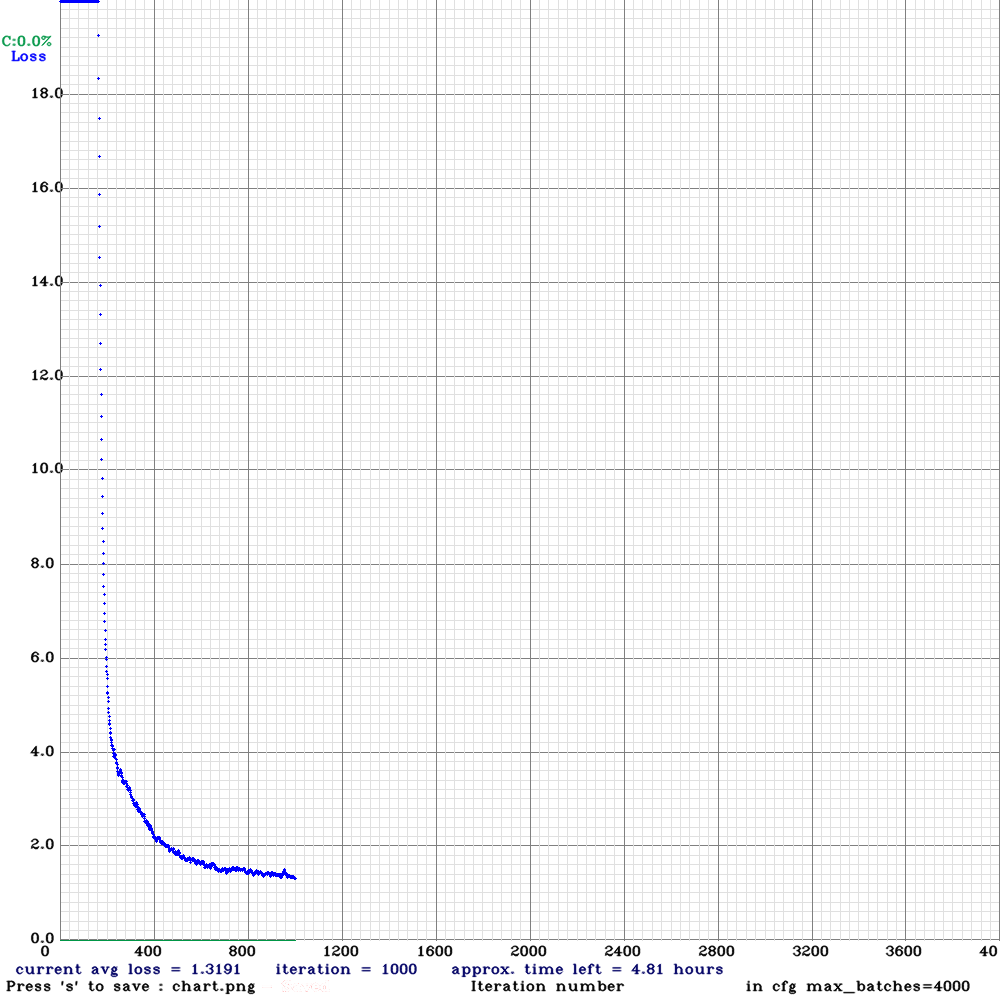 C:0.0%
Loss
18.0
16.0
14.0
12.0
10.0
8.0
6.0
4.0
2.0
0.0
0 400 800 1200 1600 2000 2400 2800 3200 3600 40
current avg loss = 1.3191 iteration = 1000 approx. time left = 4.81 hours
Press 's' to save : chart.png Iteration number in cfg max_batches=4000